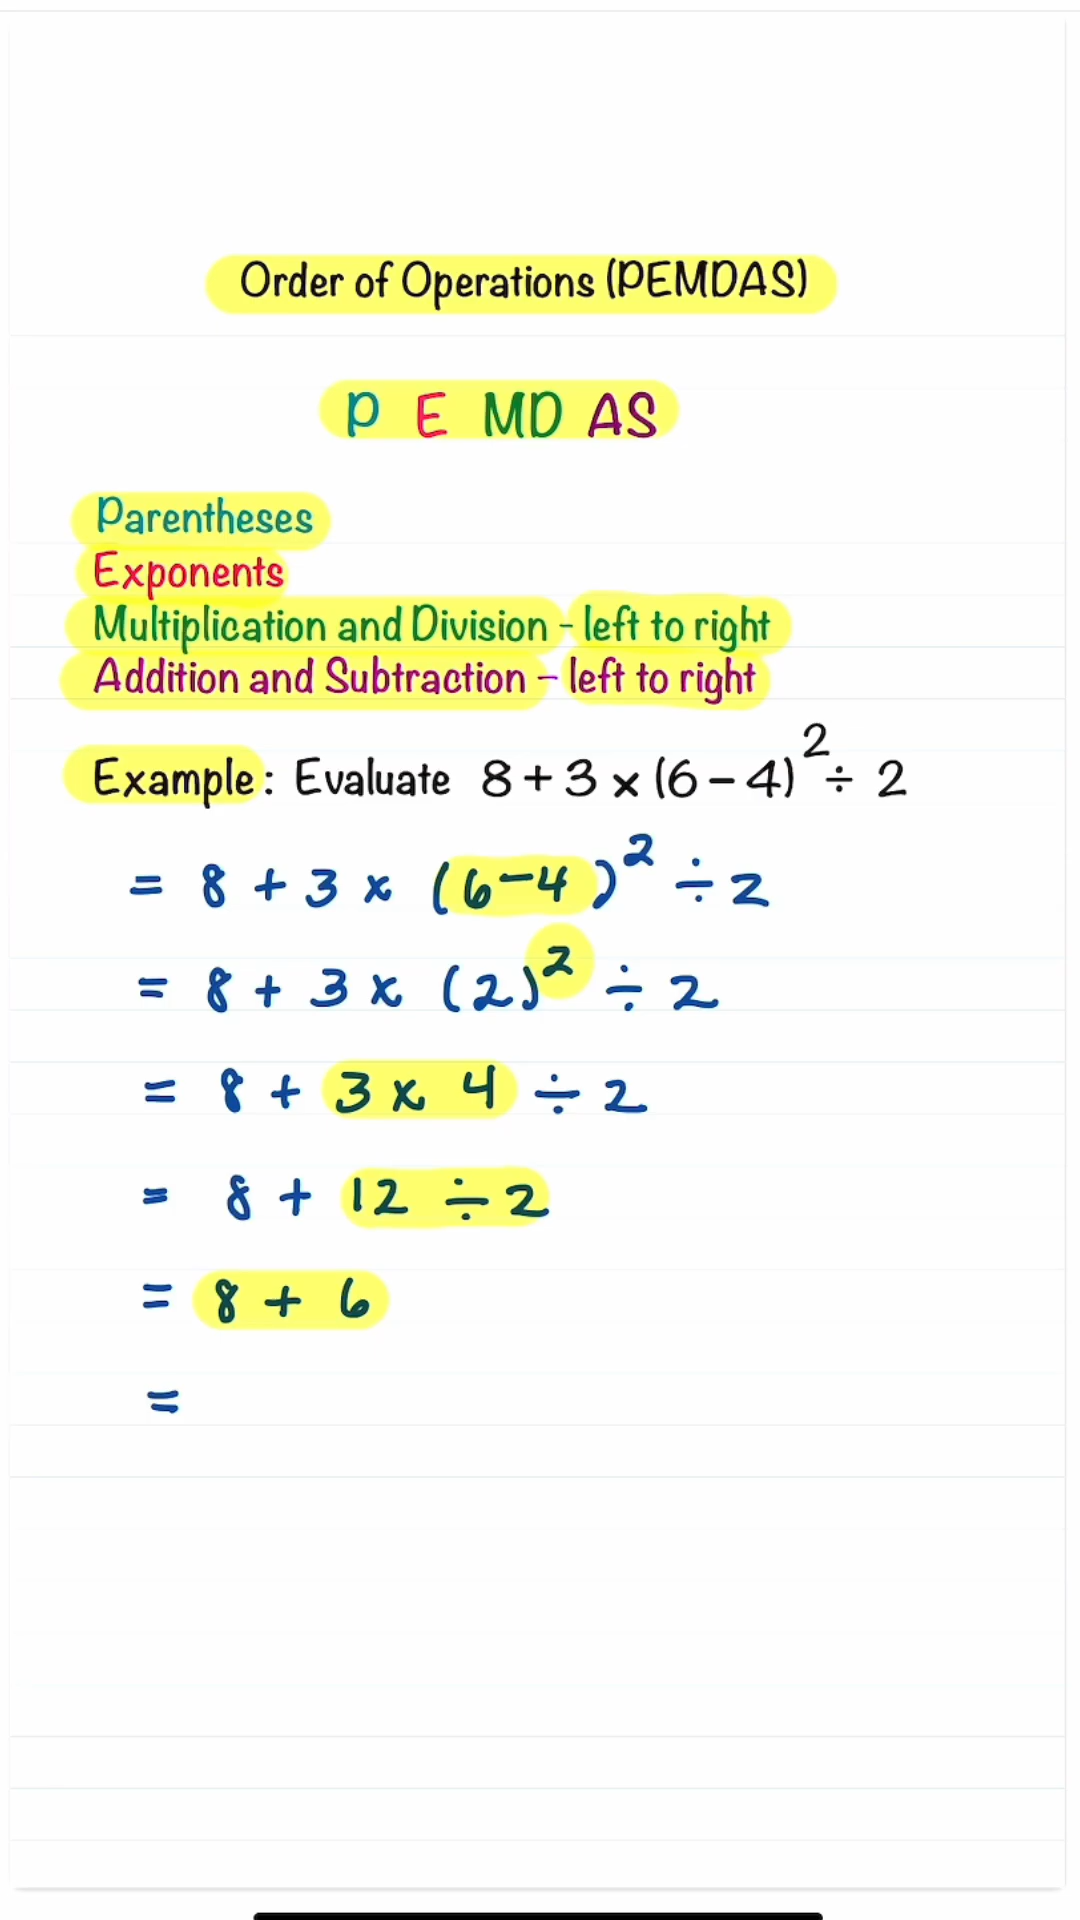 Order of Operations (PEMDAS)
P E MD AS
Parentheses
Exponents
Multiplication and Division - left to right
Addition and Subtraction - left to right
Example: Evaluate 8 + 3 × (6 - 4)² ÷ 2
= 8 + 3 × (6-4)² ÷ 2
= 8 + 3 × (2)² ÷ 2
= 8 + 3 × 4 ÷ 2
= 8 + 12 ÷ 2
= 8 + 6
=